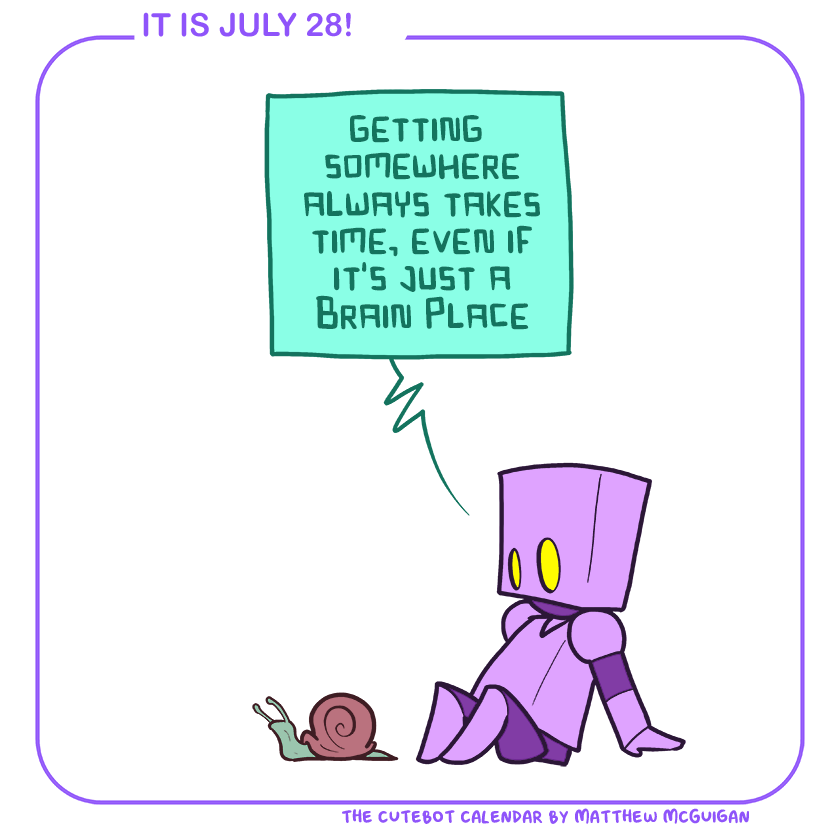 IT IS JULY 28!
GETTING
SOMEWHERE
ALWAYS TAKES
TIME, EVEN IF
IT'S JUST A
BRAIN PLACE
THE CUTEBOT CALENDAR BY MATTHEW MCGUIGAN